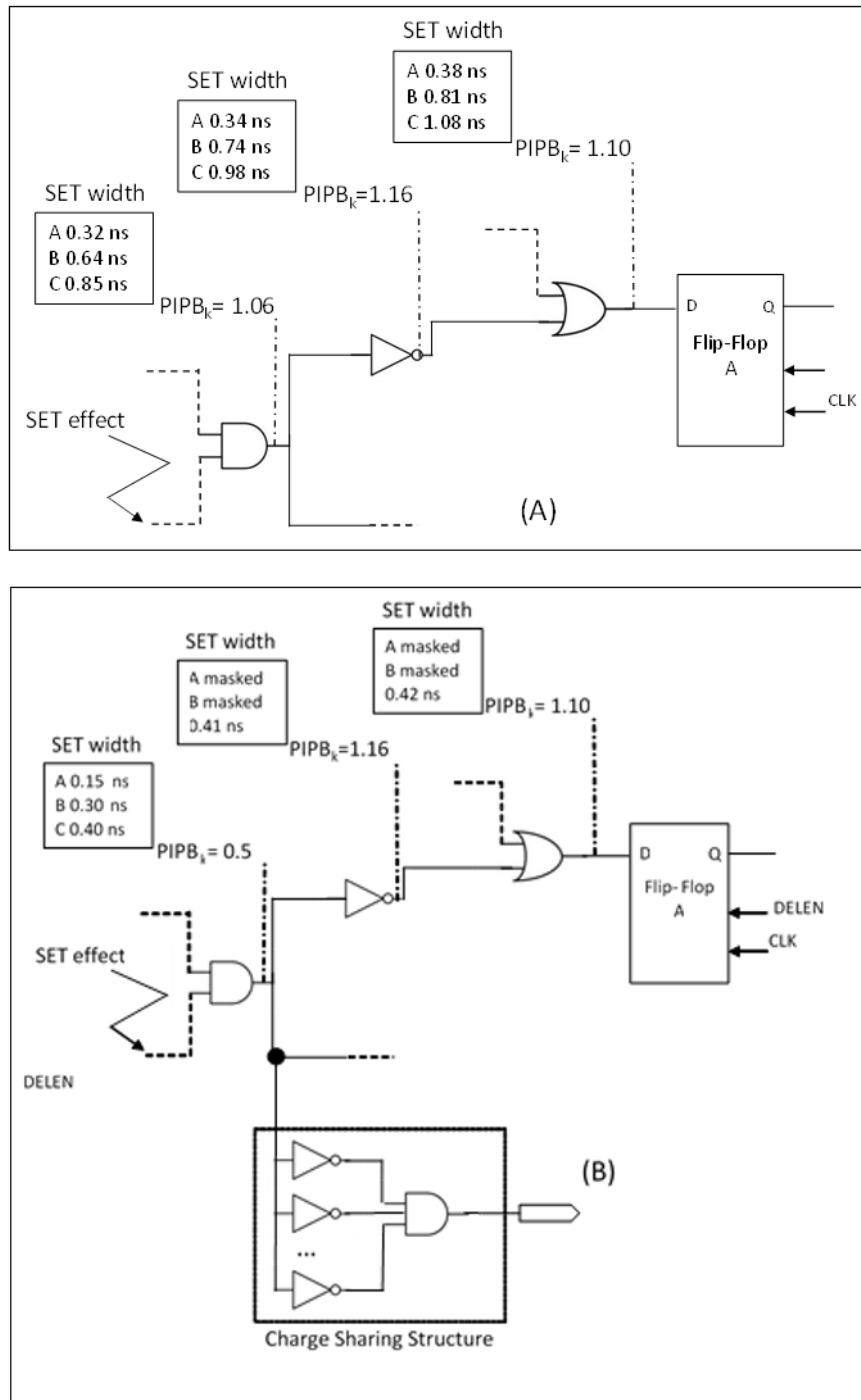 SET width
A 0.38 ns
B 0.81 ns
C 1.08 ns
SET width
A 0.34 ns
B 0.74 ns
C 0.98 ns
PIPBk= 1.10
SET width
A 0.32 ns
B 0.64 ns
C 0.85 ns
PIPBk=1.16
PIPBk= 1.06
D Q
Flip-Flop
A
CLK
SET effect
(A)
SET width
A masked
B masked
0.42 ns
SET width
A masked
B masked
0.41 ns
PIPBk= 1.10
SET width
A 0.15 ns
B 0.30 ns
C 0.40 ns
PIPBk=1.16
PIPBk= 0.5
D Q
Flip-Flop
A
DELEN
CLK
SET effect
DELEN
(B)
...
Charge Sharing Structure